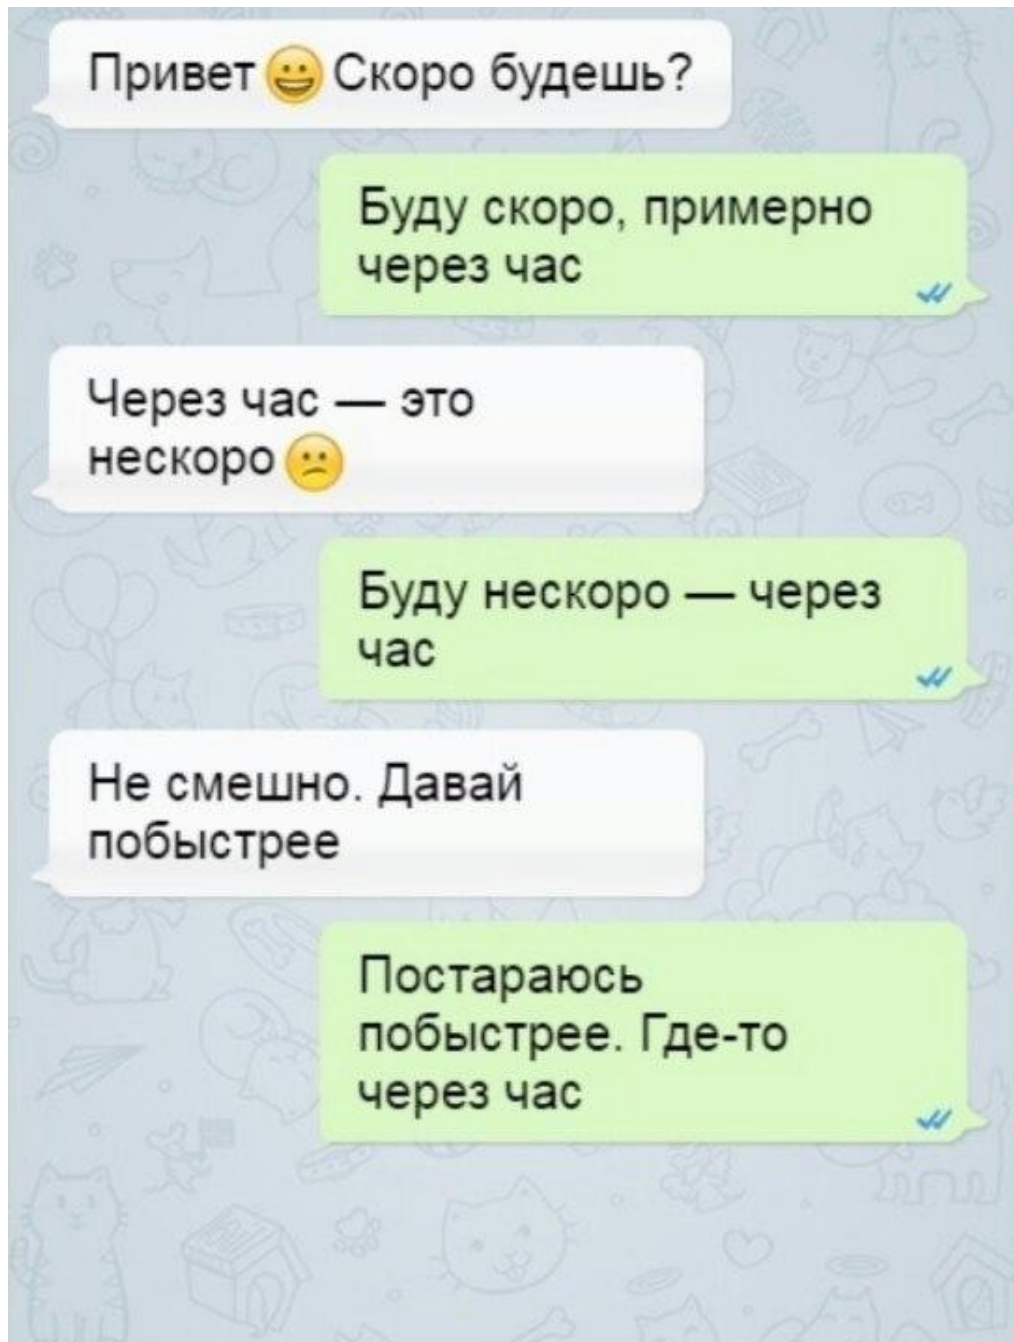 Привет😀Скоро будешь?
Буду скоро, примерно
через час
Через час — это
нескоро😕
Буду нескоро — через
час
Не смешно. Давай
побыстрее
Постараюсь
побыстрее. Где-то
через час